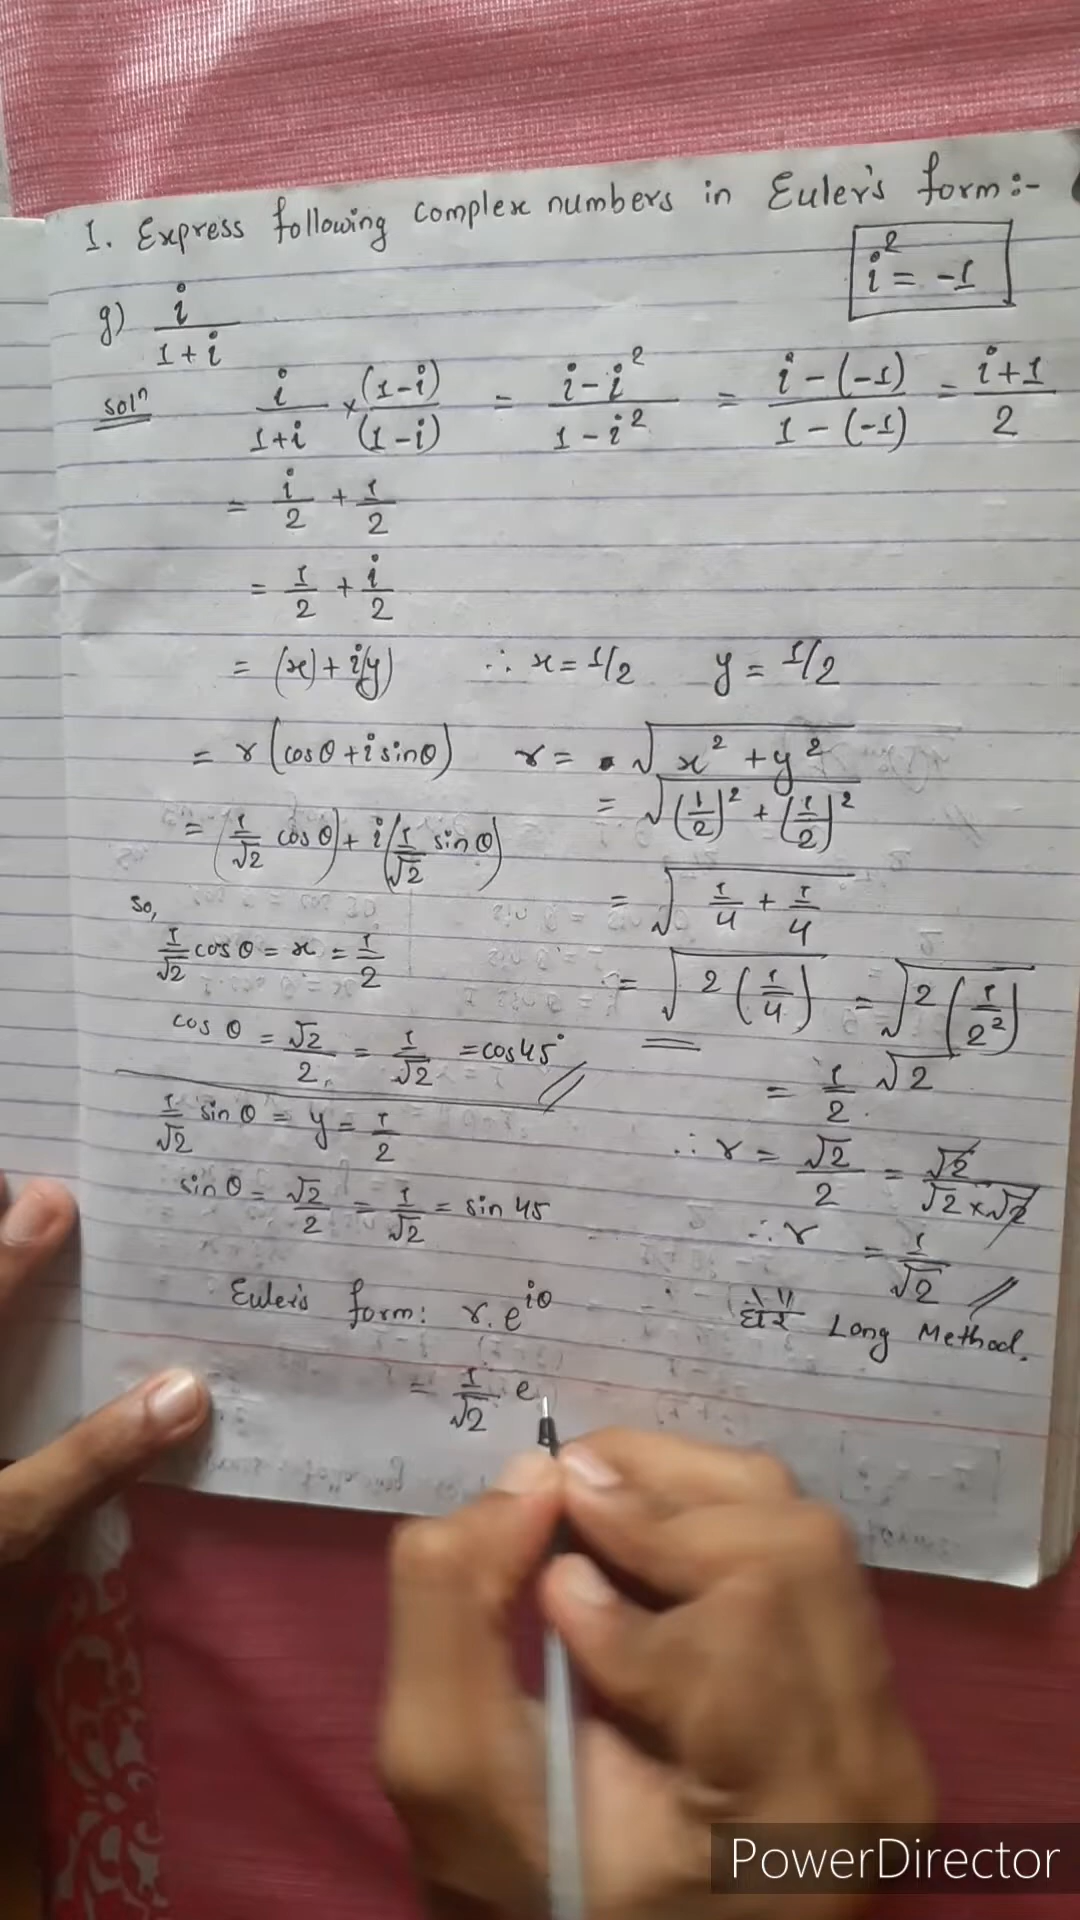 1. Express following complex numbers in Euler's form:-
i² = -1
g) i/(1+i)
Solⁿ i/(1+i) × (1-i)/(1-i) = (i-i²)/(1-i²) = (i-(-1))/(1-(-1)) = (i+1)/2
= i/2 + 1/2
= 1/2 + i/2
= (x) + i(y) ∴ x = 1/2 y = 1/2
= r(cosθ + i sinθ) r = √(x² + y²)
= √((1/2)² + (1/2)²)
= (1/√2 cosθ) + i(1/√2 sinθ)
= √(1/4 + 1/4)
So,
1/√2 cosθ = x = 1/2
= √(2(1/4)) = √(2(1/2²))
cosθ = √2/2 = 1/√2 = cos45°
= 1/2 √2
1/√2 sinθ = y = 1/2
∴ r = √2/2 = √2/(√2×√2)
sinθ = √2/2 = 1/√2 = sin 45
∴ r = 1/√2
Euler's form: r.e^(iθ)
Long Method.
= 1/√2 e
PowerDirector